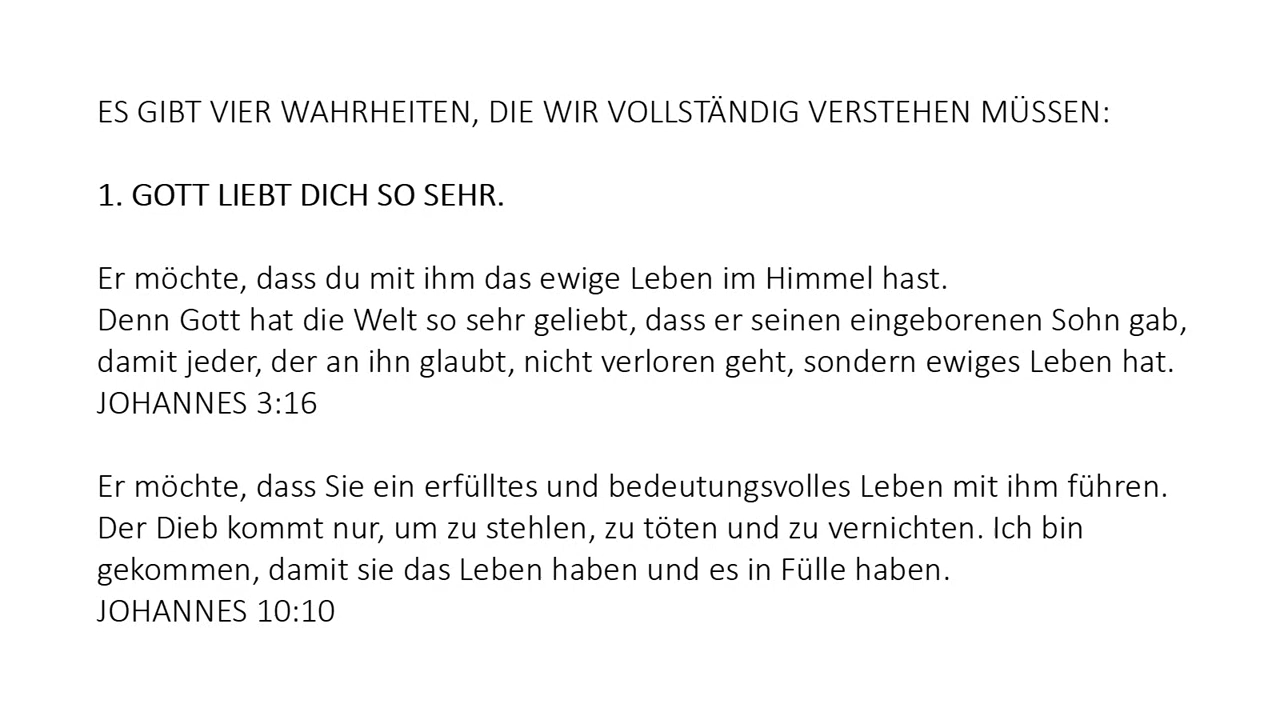 ES GIBT VIER WAHRHEITEN, DIE WIR VOLLSTÄNDIG VERSTEHEN MÜSSEN:
1. GOTT LIEBT DICH SO SEHR.
Er möchte, dass du mit ihm das ewige Leben im Himmel hast.
Denn Gott hat die Welt so sehr geliebt, dass er seinen eingeborenen Sohn gab,
damit jeder, der an ihn glaubt, nicht verloren geht, sondern ewiges Leben hat.
JOHANNES 3:16
Er möchte, dass Sie ein erfülltes und bedeutungsvolles Leben mit ihm führen.
Der Dieb kommt nur, um zu stehlen, zu töten und zu vernichten. Ich bin
gekommen, damit sie das Leben haben und es in Fülle haben.
JOHANNES 10:10